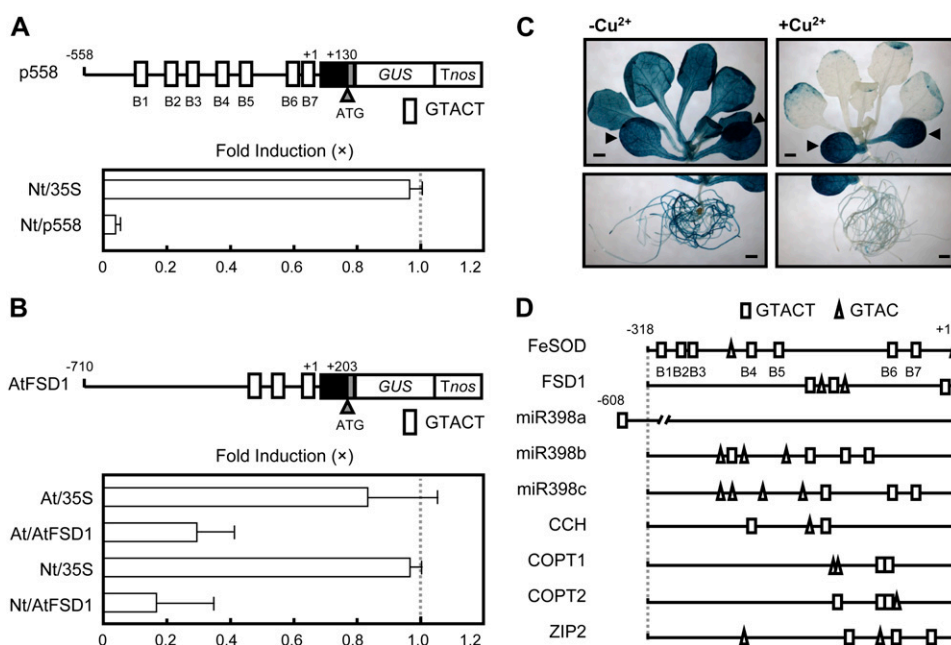 A
-558
+1 +130
p558
GUS Tnos
B1 B2 B3 B4 B5 B6 B7
ATG
GTACT
Fold Induction (×)
Nt/35S
Nt/p558
0 0.2 0.4 0.6 0.8 1.0 1.2
B
-710
+1 +203
AtFSD1
GUS Tnos
ATG
GTACT
Fold Induction (×)
At/35S
At/AtFSD1
Nt/35S
Nt/AtFSD1
0 0.2 0.4 0.6 0.8 1.0 1.2
C
-Cu²⁺ +Cu²⁺
D
GTACT GTAC
-318 +1
FeSOD
B1 B2 B3 B4 B5 B6 B7
FSD1
-608
miR398a
miR398b
miR398c
CCH
COPT1
COPT2
ZIP2